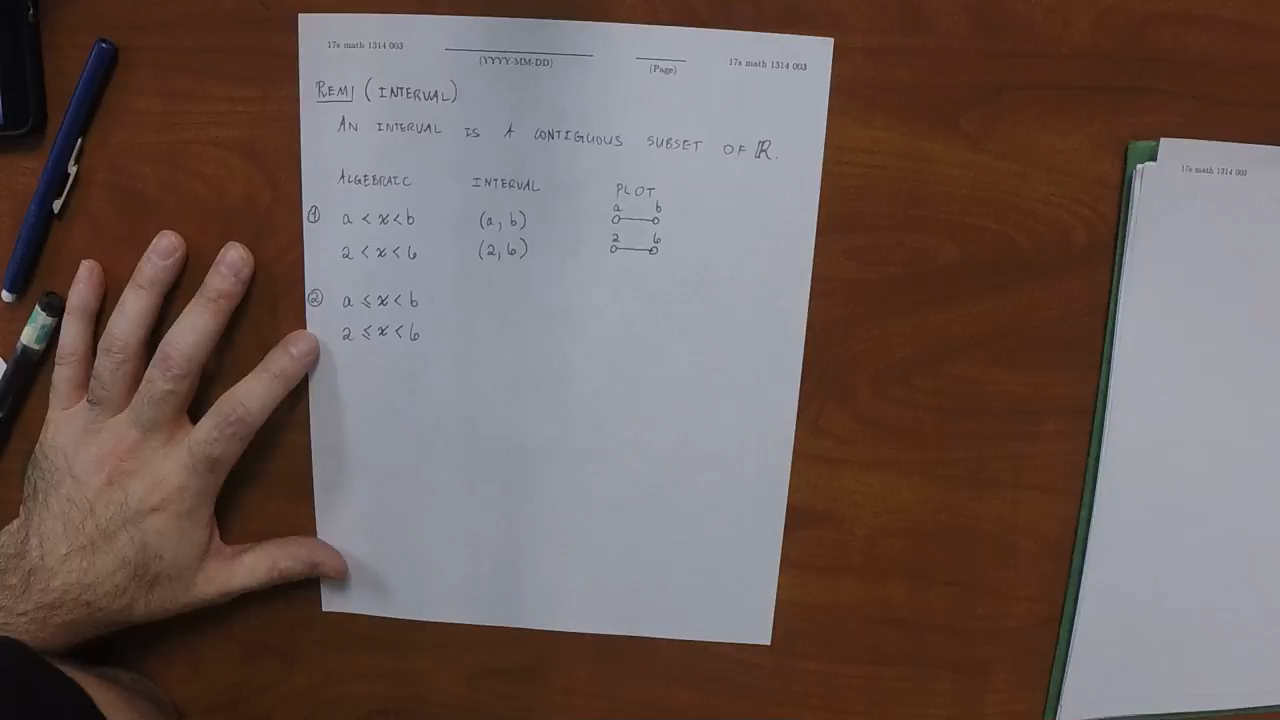 17s math 1314 003 (YYYY-MM-DD) (Page) 17s math 1314 003
REM (INTERVAL)
AN INTERVAL IS A CONTIGUOUS SUBSET OF ℝ.
ALGEBRAIC INTERVAL PLOT
a b
① a < x < b (a, b)
2 6
2 < x < 6 (2, 6)
② a ⩽ x < b
2 ⩽ x < 6
17s math 1314 003